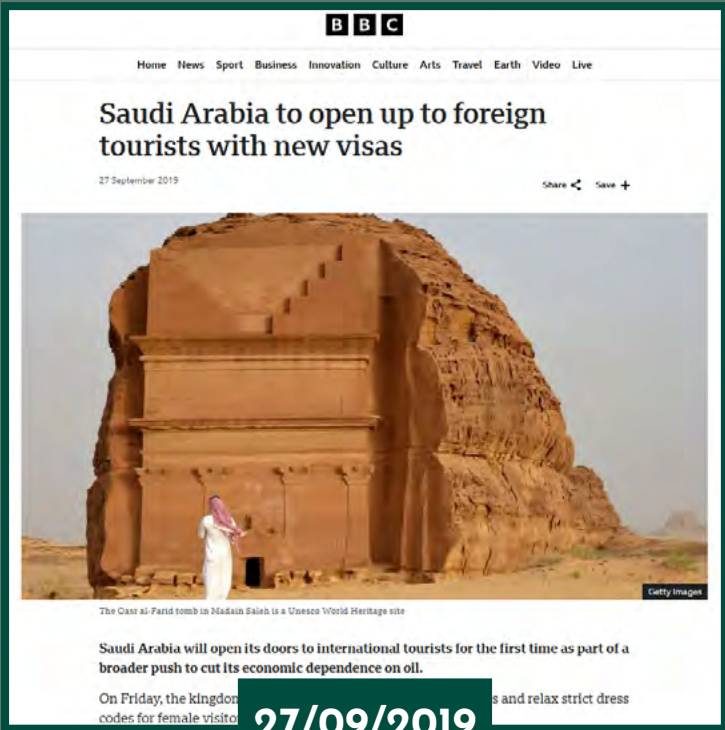 BBC
Home News Sport Business Innovation Culture Arts Travel Earth Video Live
Saudi Arabia to open up to foreign
tourists with new visas
27 September 2019
Share Save
Getty Images
The Qasr al-Farid tomb in Madain Saleh is a Unesco World Heritage site
Saudi Arabia will open its doors to international tourists for the first time as part of a
broader push to cut its economic dependence on oil.
On Friday, the and relax strict dress
codes for female
27/09/2019